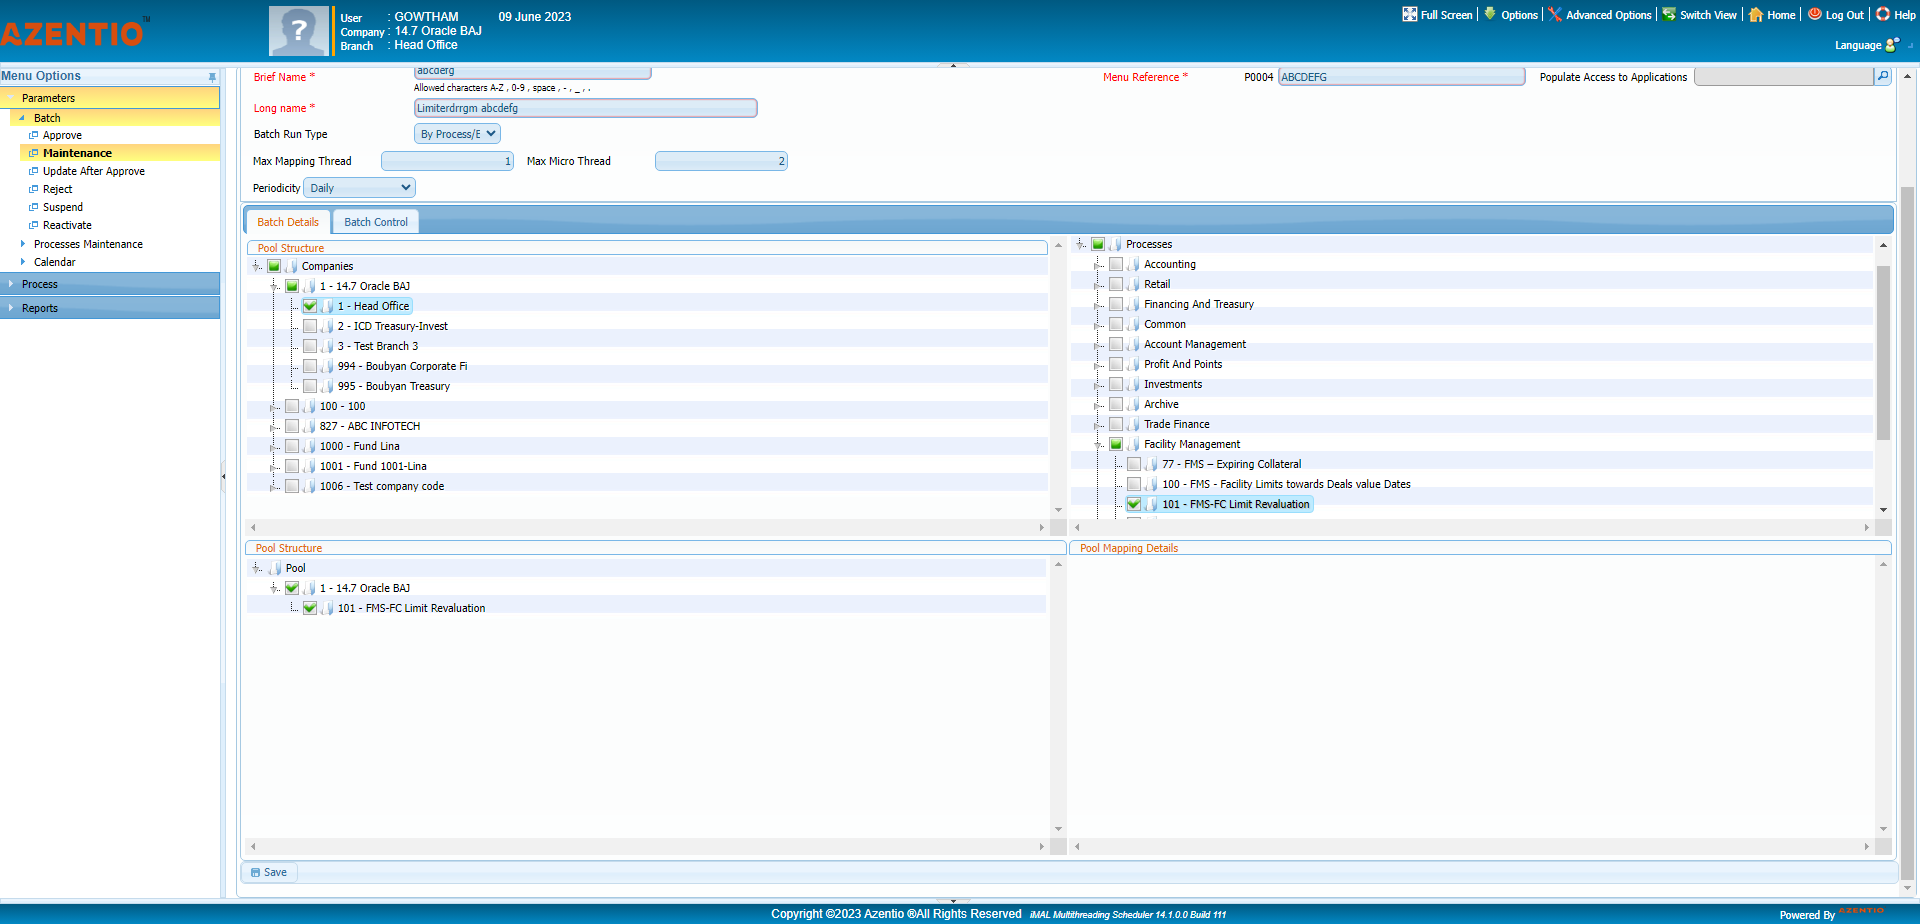 AZENTIO™
User : GOWTHAM 09 June 2023
Company : 14.7 Oracle BAJ
Branch : Head Office
Full Screen Options Advanced Options Switch View Home Log Out Help
Language
Menu Options
Parameters
Batch
Approve
Maintenance
Update After Approve
Reject
Suspend
Reactivate
Processes Maintenance
Calendar
Process
Reports
Brief Name * abcdefg Menu Reference * P0004 ABCDEFG Populate Access to Applications
Allowed characters A-Z , 0-9 , space , - , _ , .
Long name * Limiterdrrgm abcdefg
Batch Run Type By Process/E
Max Mapping Thread 1 Max Micro Thread 2
Periodicity Daily
Batch Details Batch Control
Pool Structure
Companies
1 - 14.7 Oracle BAJ
1 - Head Office
2 - ICD Treasury-Invest
3 - Test Branch 3
994 - Boubyan Corporate Fi
995 - Boubyan Treasury
100 - 100
827 - ABC INFOTECH
1000 - Fund Lina
1001 - Fund 1001-Lina
1006 - Test company code
Processes
Accounting
Retail
Financing And Treasury
Common
Account Management
Profit And Points
Investments
Archive
Trade Finance
Facility Management
77 - FMS – Expiring Collateral
100 - FMS - Facility Limits towards Deals value Dates
101 - FMS-FC Limit Revaluation
Pool Structure
Pool
1 - 14.7 Oracle BAJ
101 - FMS-FC Limit Revaluation
Pool Mapping Details
Save
Copyright ©2023 Azentio ®All Rights Reserved iMAL Multithreading Scheduler 14.1.0.0 Build 111
Powered By AZENTIO